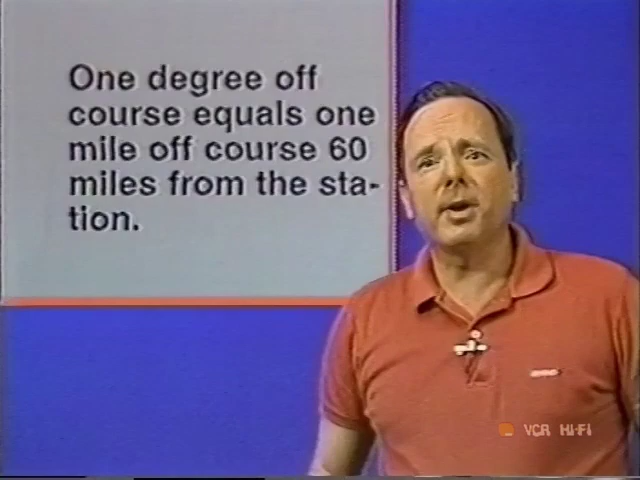 One degree off
course equals one
mile off course 60
miles from the sta-
tion.
VCR HI-FI